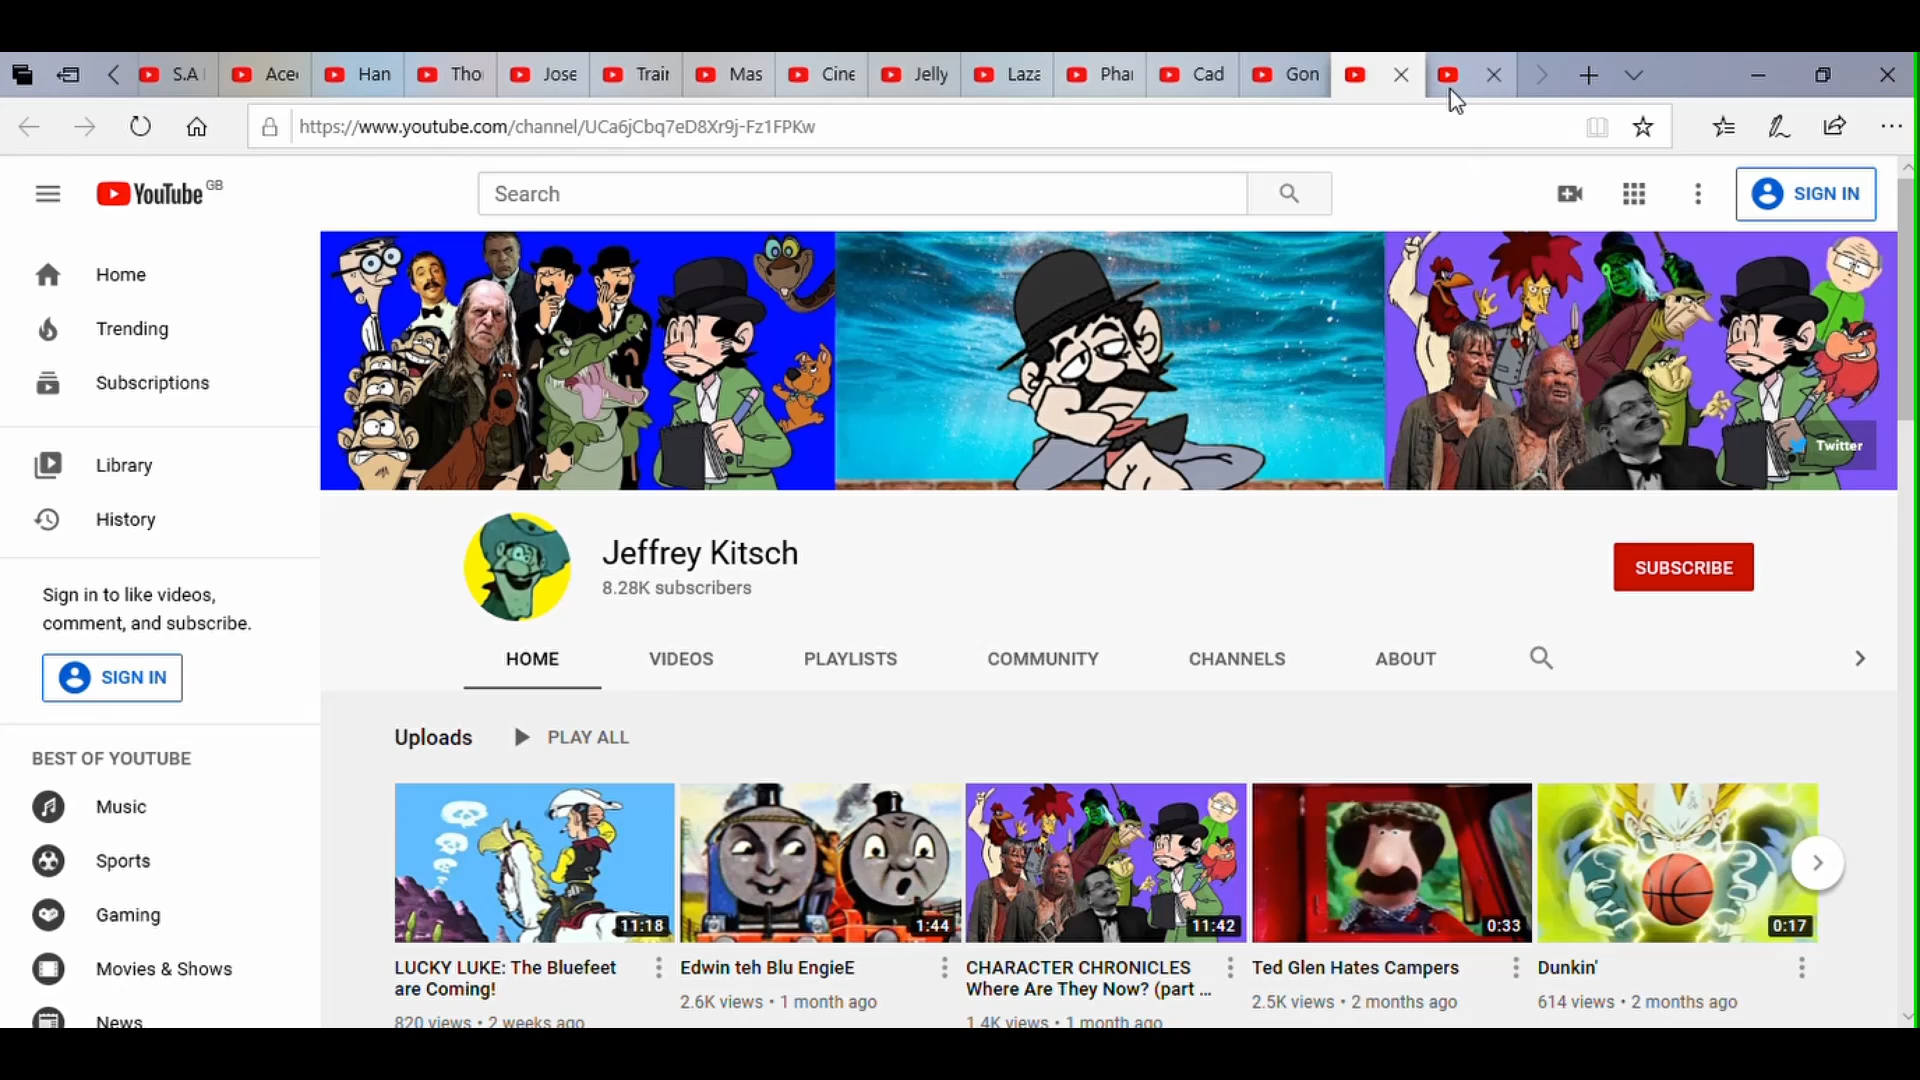 S.A
Ace
Han
Tho
Jose
Train
Mas
Cine
Jelly
Laza
Phan
Cad
Gon
https://www.youtube.com/channel/UCa6jCbq7eD8Xr9j-Fz1FPKw
YouTube GB
Search
SIGN IN
Home
Trending
Subscriptions
Library
History
Sign in to like videos,
comment, and subscribe.
SIGN IN
BEST OF YOUTUBE
Music
Sports
Gaming
Movies & Shows
News
Twitter
Jeffrey Kitsch
8.28K subscribers
SUBSCRIBE
HOME
VIDEOS
PLAYLISTS
COMMUNITY
CHANNELS
ABOUT
Uploads
PLAY ALL
11:18
1:44
11:42
0:33
0:17
LUCKY LUKE: The Bluefeet
are Coming!
820 views • 2 weeks ago
Edwin teh Blu EngieE
2.6K views • 1 month ago
CHARACTER CHRONICLES
Where Are They Now? (part ...
1.4K views • 1 month ago
Ted Glen Hates Campers
2.5K views • 2 months ago
Dunkin'
614 views • 2 months ago